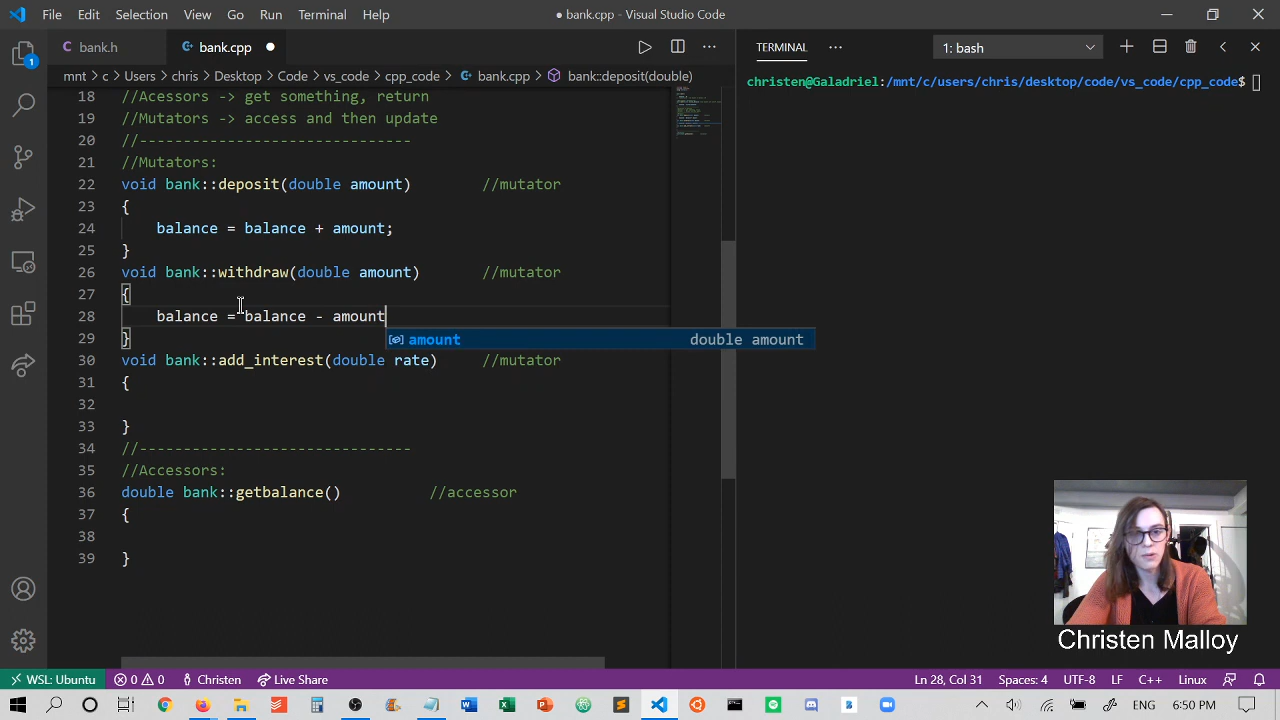 File Edit Selection View Go Run Terminal Help
● bank.cpp - Visual Studio Code
bank.h
bank.cpp
mnt > c > Users > chris > Desktop > Code > vs_code > cpp_code > bank.cpp > bank::deposit(double)
18 //Acessors -> get something, return
19 //Mutators -> access and then update
20 //-------------------------------
21 //Mutators:
22 void bank::deposit(double amount) //mutator
23 {
24 balance = balance + amount;
25 }
26 void bank::withdraw(double amount) //mutator
27 {
28 balance = balance - amount
amount double amount
29 }
30 void bank::add_interest(double rate) //mutator
31 {
32
33 }
34 //-------------------------------
35 //Accessors:
36 double bank::getbalance() //accessor
37 {
38
39 }
TERMINAL
1: bash
christen@Galadriel:/mnt/c/users/chris/desktop/code/vs_code/cpp_code$
1
Christen Malloy
WSL: Ubuntu
0 0
Christen
Live Share
Ln 28, Col 31 Spaces: 4 UTF-8 LF C++ Linux
ENG 6:50 PM